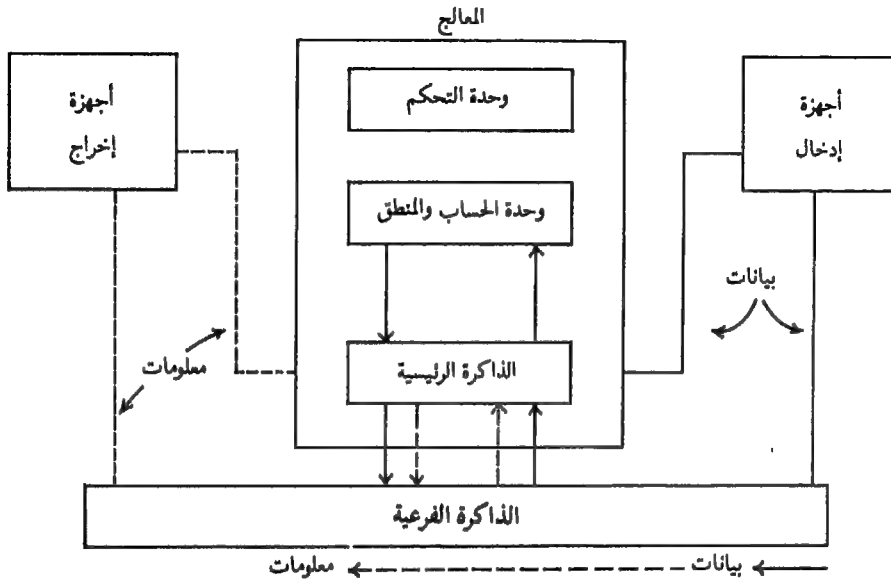 المعالج
أجهزة
إدخال
وحدة التحكم
أجهزة
إخراج
وحدة الحساب والمنطق
بيانات
الذاكرة الرئيسية
معلومات
الذاكرة الفرعية
بيانات
معلومات